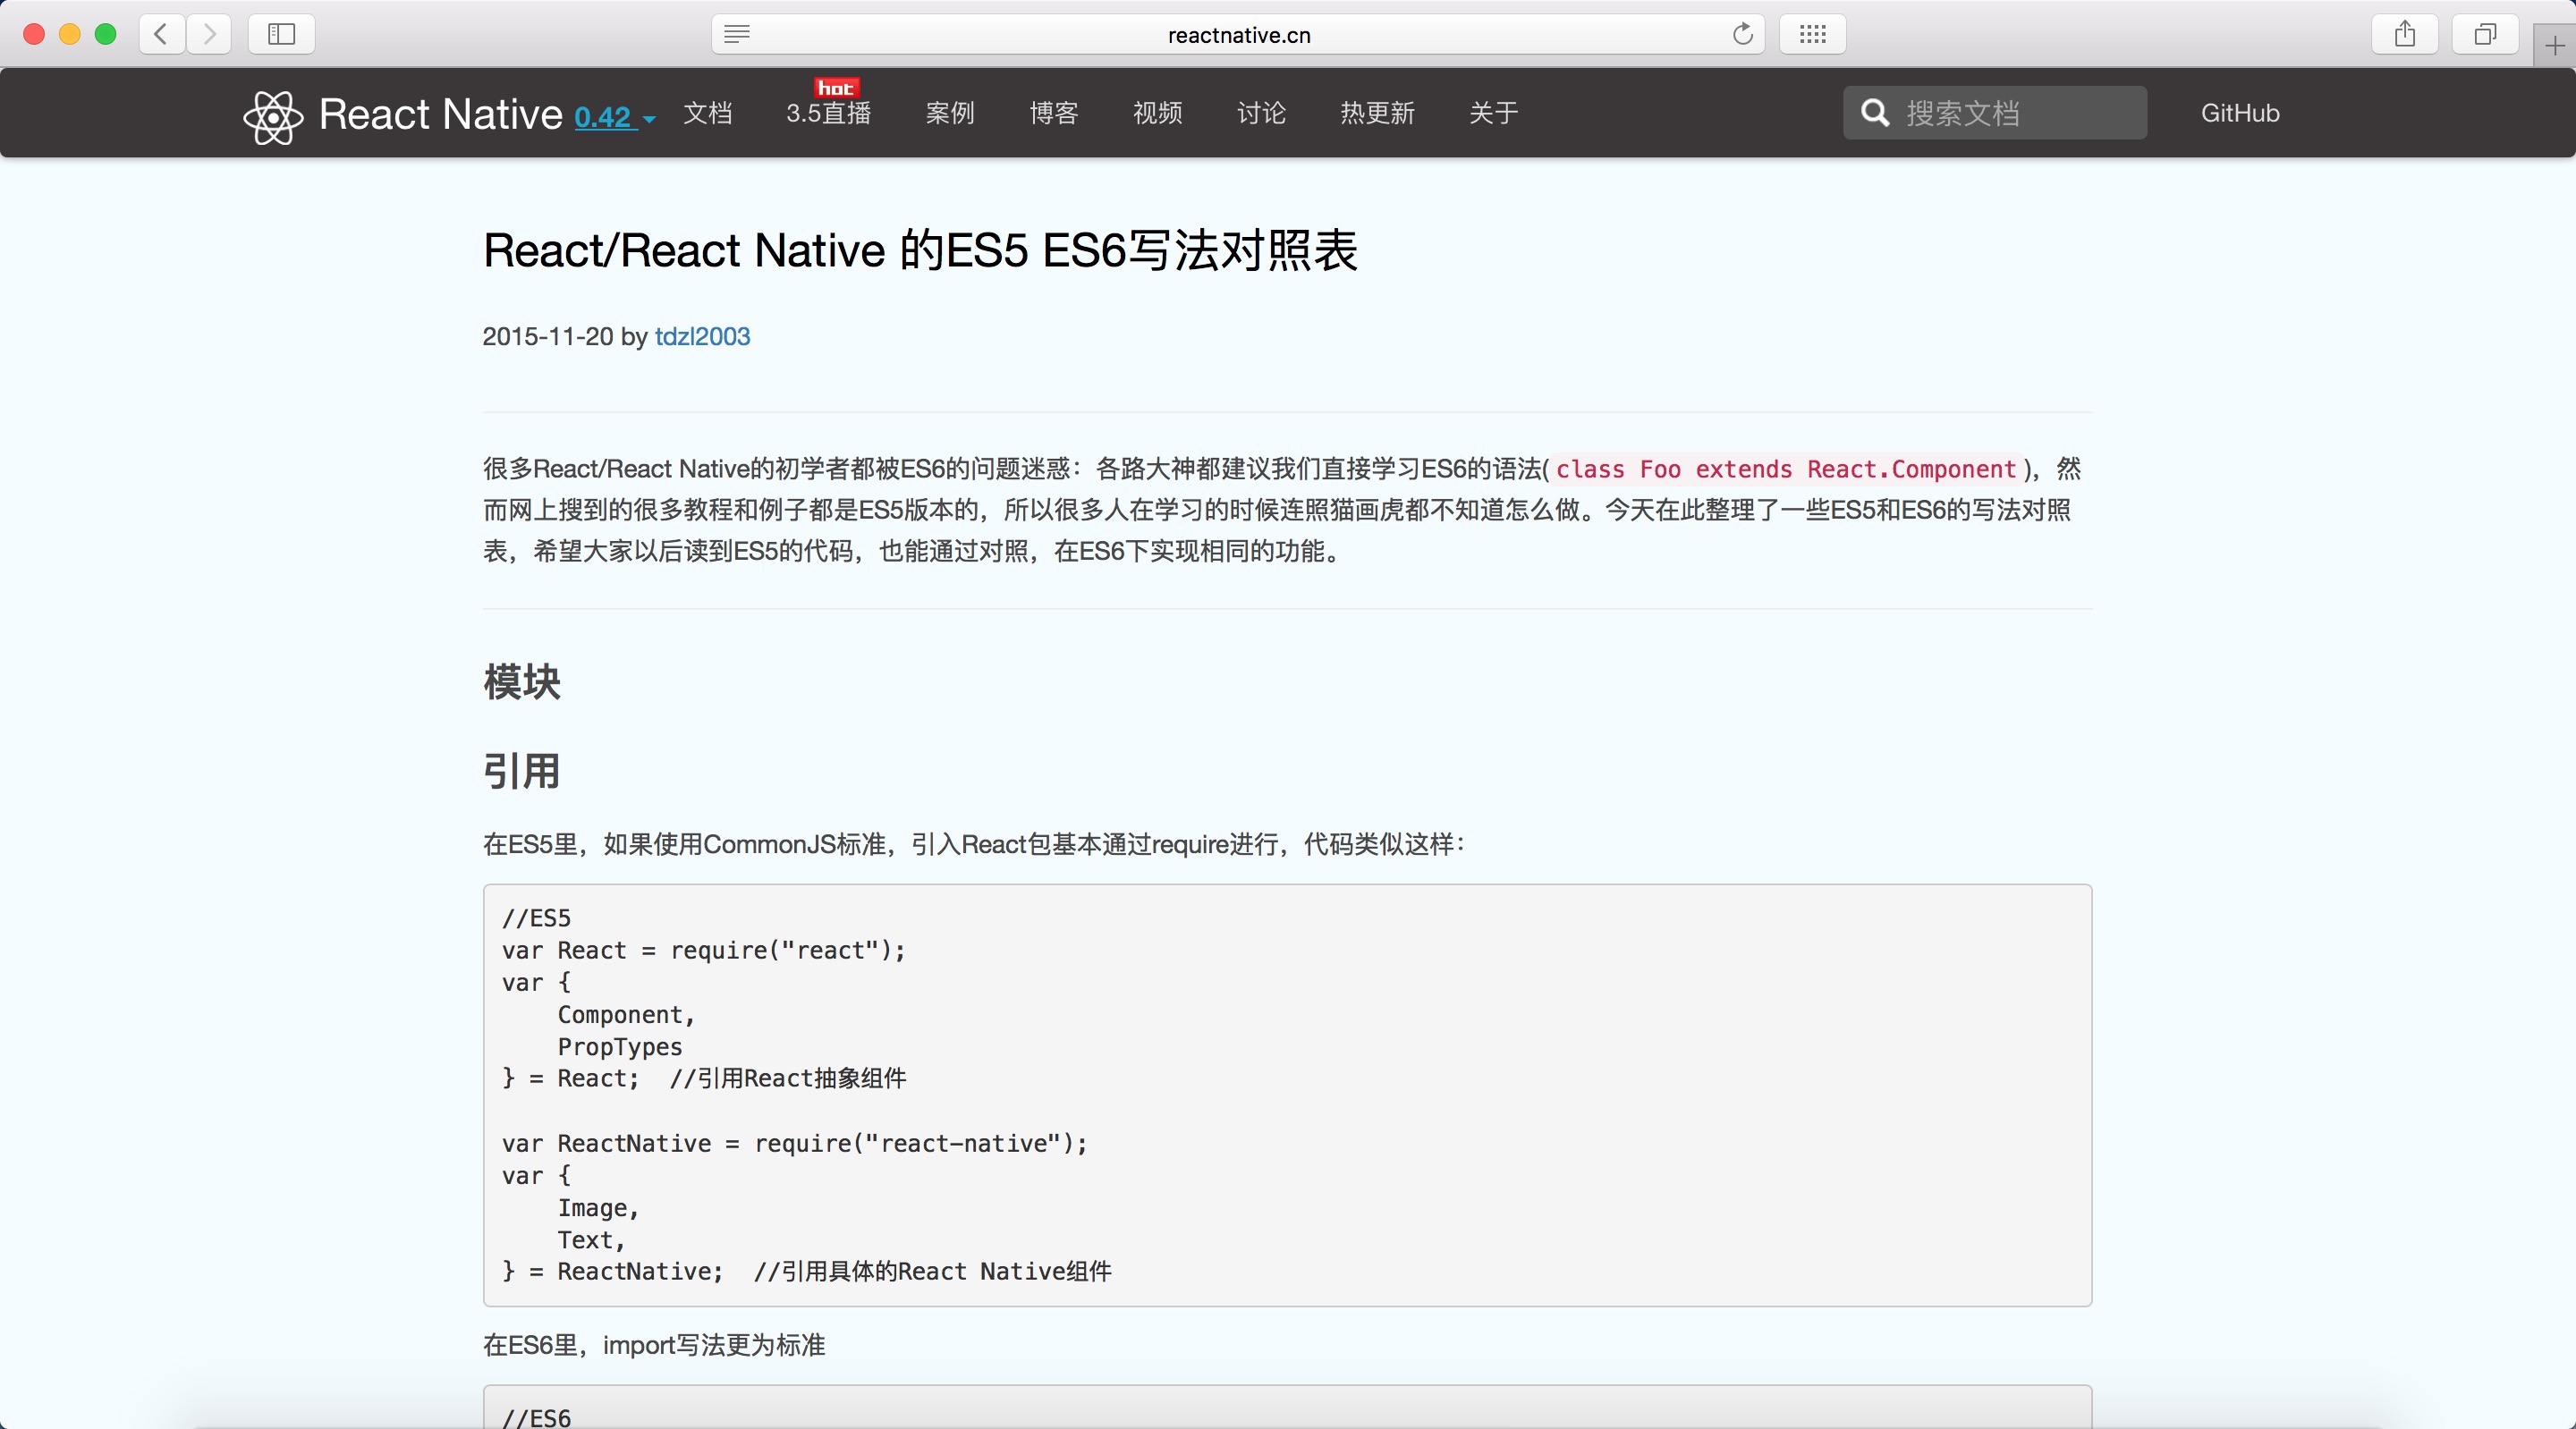 reactnative.cn
React Native 0.42 文档 3.5直播 hot 案例 博客 视频 讨论 热更新 关于 搜索文档 GitHub
React/React Native 的ES5 ES6写法对照表
2015-11-20 by tdzl2003
很多React/React Native的初学者都被ES6的问题迷惑：各路大神都建议我们直接学习ES6的语法(class Foo extends React.Component)，然
而网上搜到的很多教程和例子都是ES5版本的，所以很多人在学习的时候连照猫画虎都不知道怎么做。今天在此整理了一些ES5和ES6的写法对照
表，希望大家以后读到ES5的代码，也能通过对照，在ES6下实现相同的功能。
模块
引用
在ES5里，如果使用CommonJS标准，引入React包基本通过require进行，代码类似这样：
//ES5
var React = require("react");
var {
    Component,
    PropTypes
} = React;  //引用React抽象组件
var ReactNative = require("react-native");
var {
    Image,
    Text,
} = ReactNative;  //引用具体的React Native组件
在ES6里，import写法更为标准
//ES6